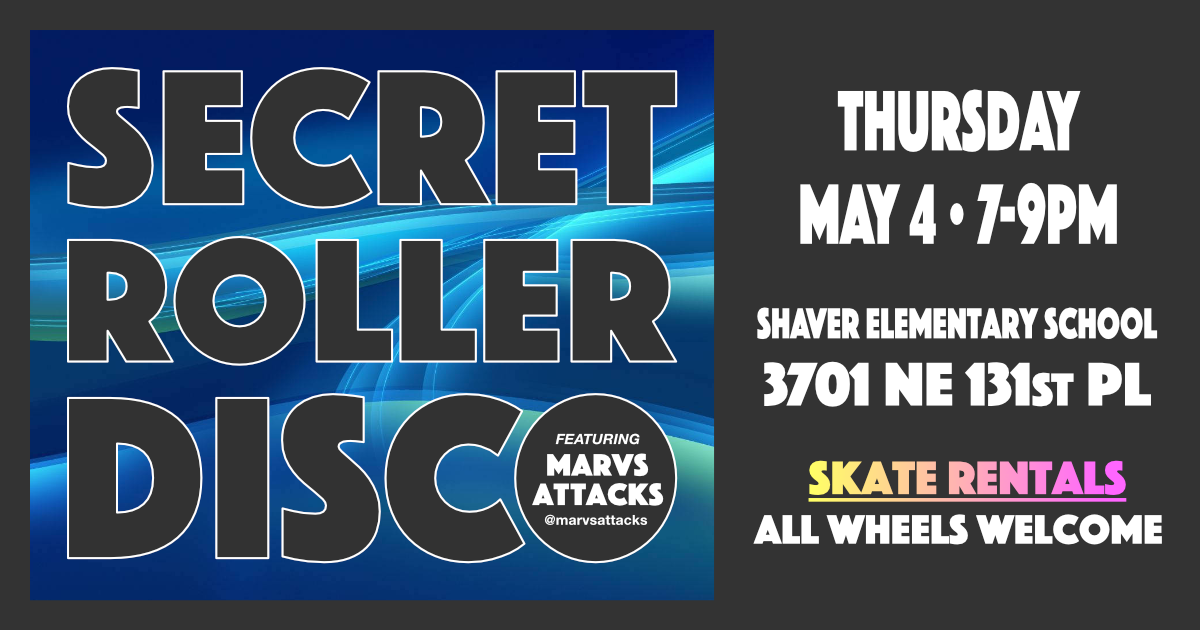 SECRET
ROLLER
DISCO
FEATURING
MARVS
ATTACKS
@marvsattacks
THURSDAY
MAY 4 • 7-9PM
SHAVER ELEMENTARY SCHOOL
3701 NE 131ST PL
SKATE RENTALS
ALL WHEELS WELCOME